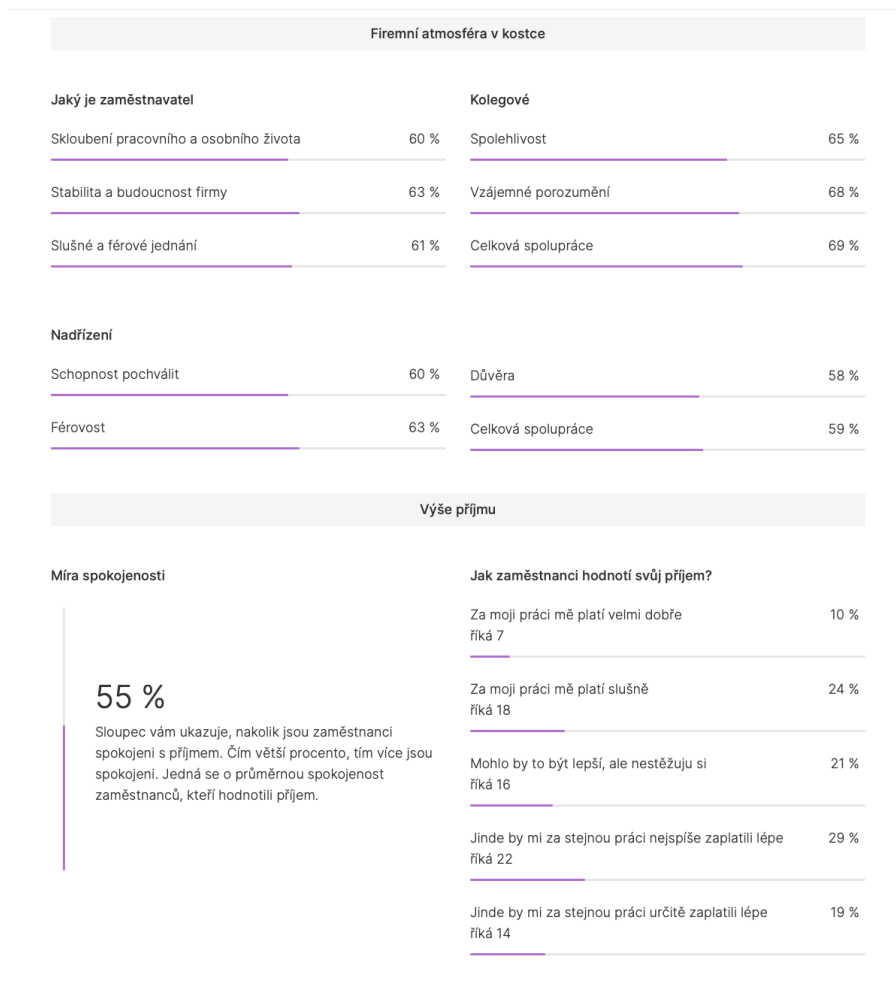 Firemní atmosféra v kostce
Jaký je zaměstnavatel
Skloubení pracovního a osobního života 60 %
Stabilita a budoucnost firmy 63 %
Slušné a férové jednání 61 %
Kolegové
Spolehlivost 65 %
Vzájemné porozumění 68 %
Celková spolupráce 69 %
Nadřízení
Schopnost pochválit 60 %
Férovost 63 %
Důvěra 58 %
Celková spolupráce 59 %
Výše příjmu
Míra spokojenosti
55 %
Sloupec vám ukazuje, nakolik jsou zaměstnanci
spokojeni s příjmem. Čím větší procento, tím více jsou
spokojeni. Jedná se o průměrnou spokojenost
zaměstnanců, kteří hodnotili příjem.
Jak zaměstnanci hodnotí svůj příjem?
Za moji práci mě platí velmi dobře 10 %
říká 7
Za moji práci mě platí slušně 24 %
říká 18
Mohlo by to být lepší, ale nestěžuju si 21 %
říká 16
Jinde by mi za stejnou práci nejspíše zaplatili lépe 29 %
říká 22
Jinde by mi za stejnou práci určitě zaplatili lépe 19 %
říká 14